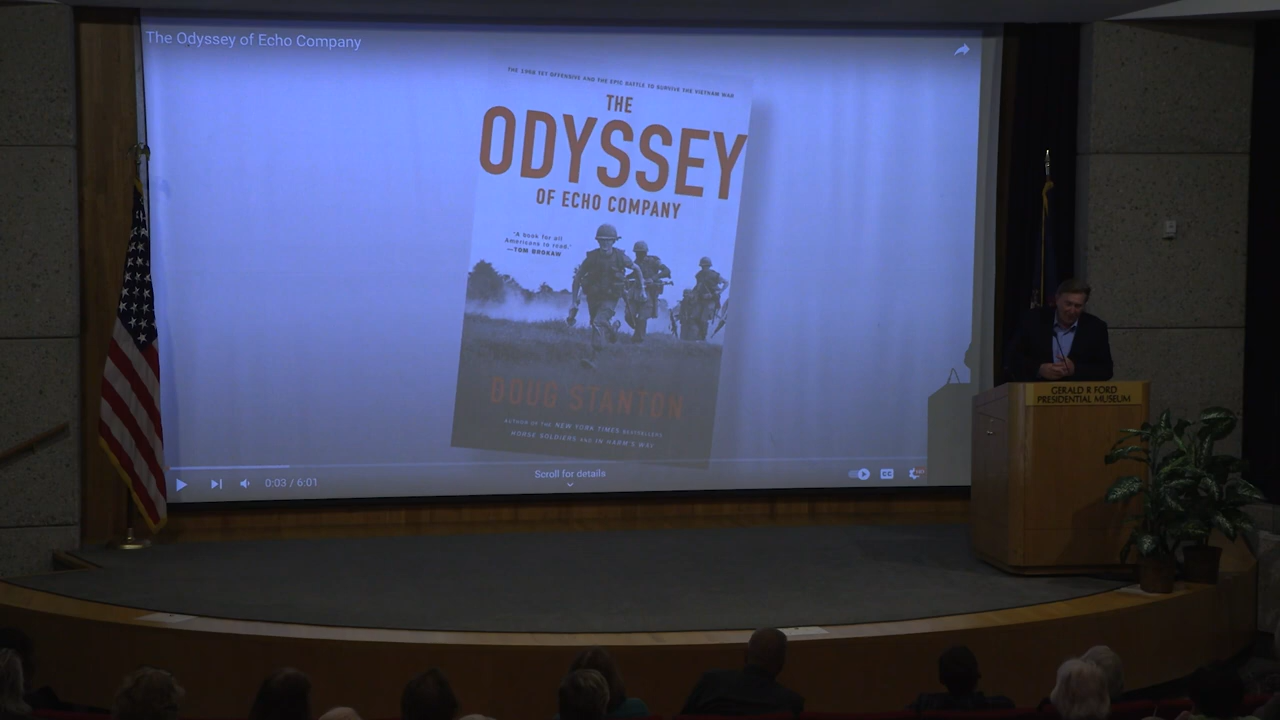 The Odyssey of Echo Company
THE 1968 TET OFFENSIVE AND THE EPIC BATTLE TO SURVIVE THE VIETNAM WAR
THE
ODYSSEY
OF ECHO COMPANY
"A book for all
Americans to read."
—TOM BROKAW
DOUG STANTON
AUTHOR OF THE NEW YORK TIMES BESTSELLERS
HORSE SOLDIERS AND IN HARM'S WAY
Scroll for details
0:03 / 6:01
CC
GERALD R FORD
PRESIDENTIAL MUSEUM